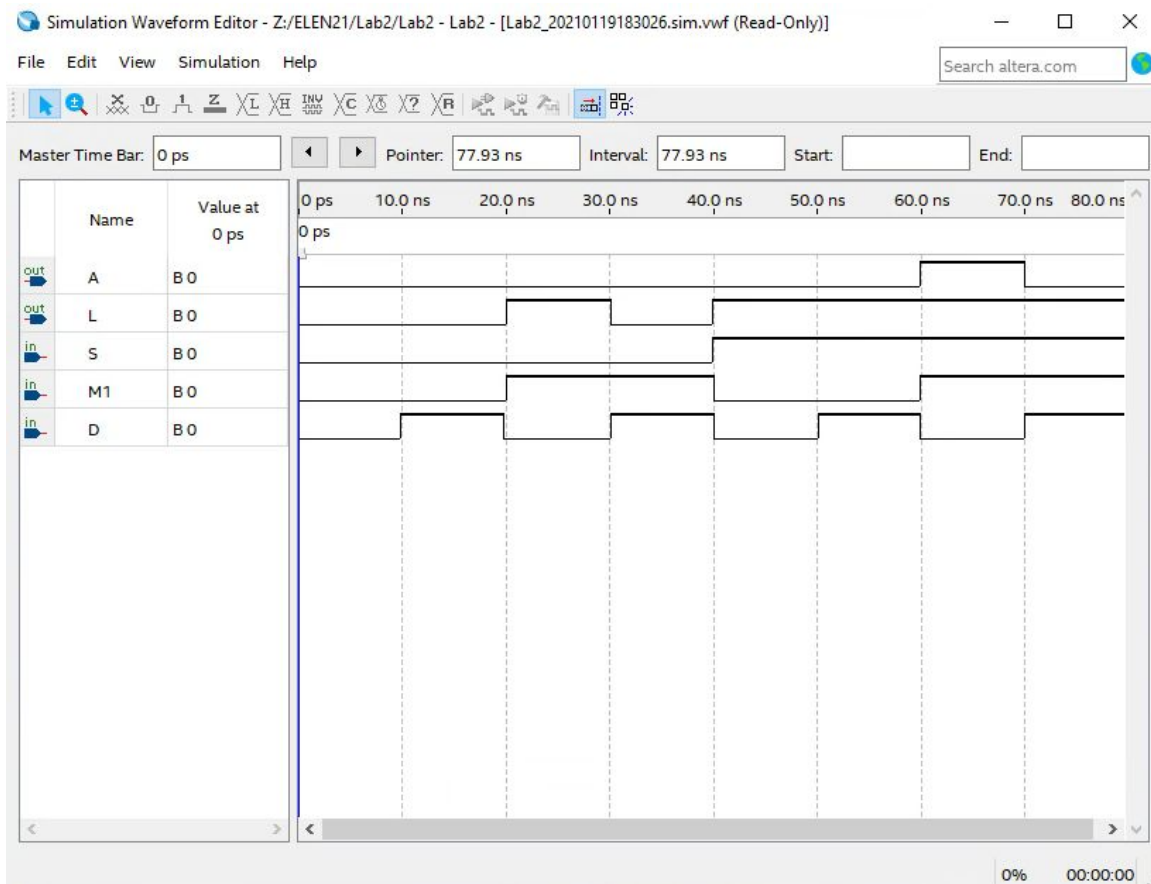 Simulation Waveform Editor - Z:/ELEN21/Lab2/Lab2 - Lab2 - [Lab2_20210119183026.sim.vwf (Read-Only)]
File Edit View Simulation Help
Search altera.com
Master Time Bar: 0 ps Pointer: 77.93 ns Interval: 77.93 ns Start: End:
Name Value at 0 ps
0 ps 10.0 ns 20.0 ns 30.0 ns 40.0 ns 50.0 ns 60.0 ns 70.0 ns 80.0 ns
0 ps
out A B 0
out L B 0
in S B 0
in M1 B 0
in D B 0
0% 00:00:00